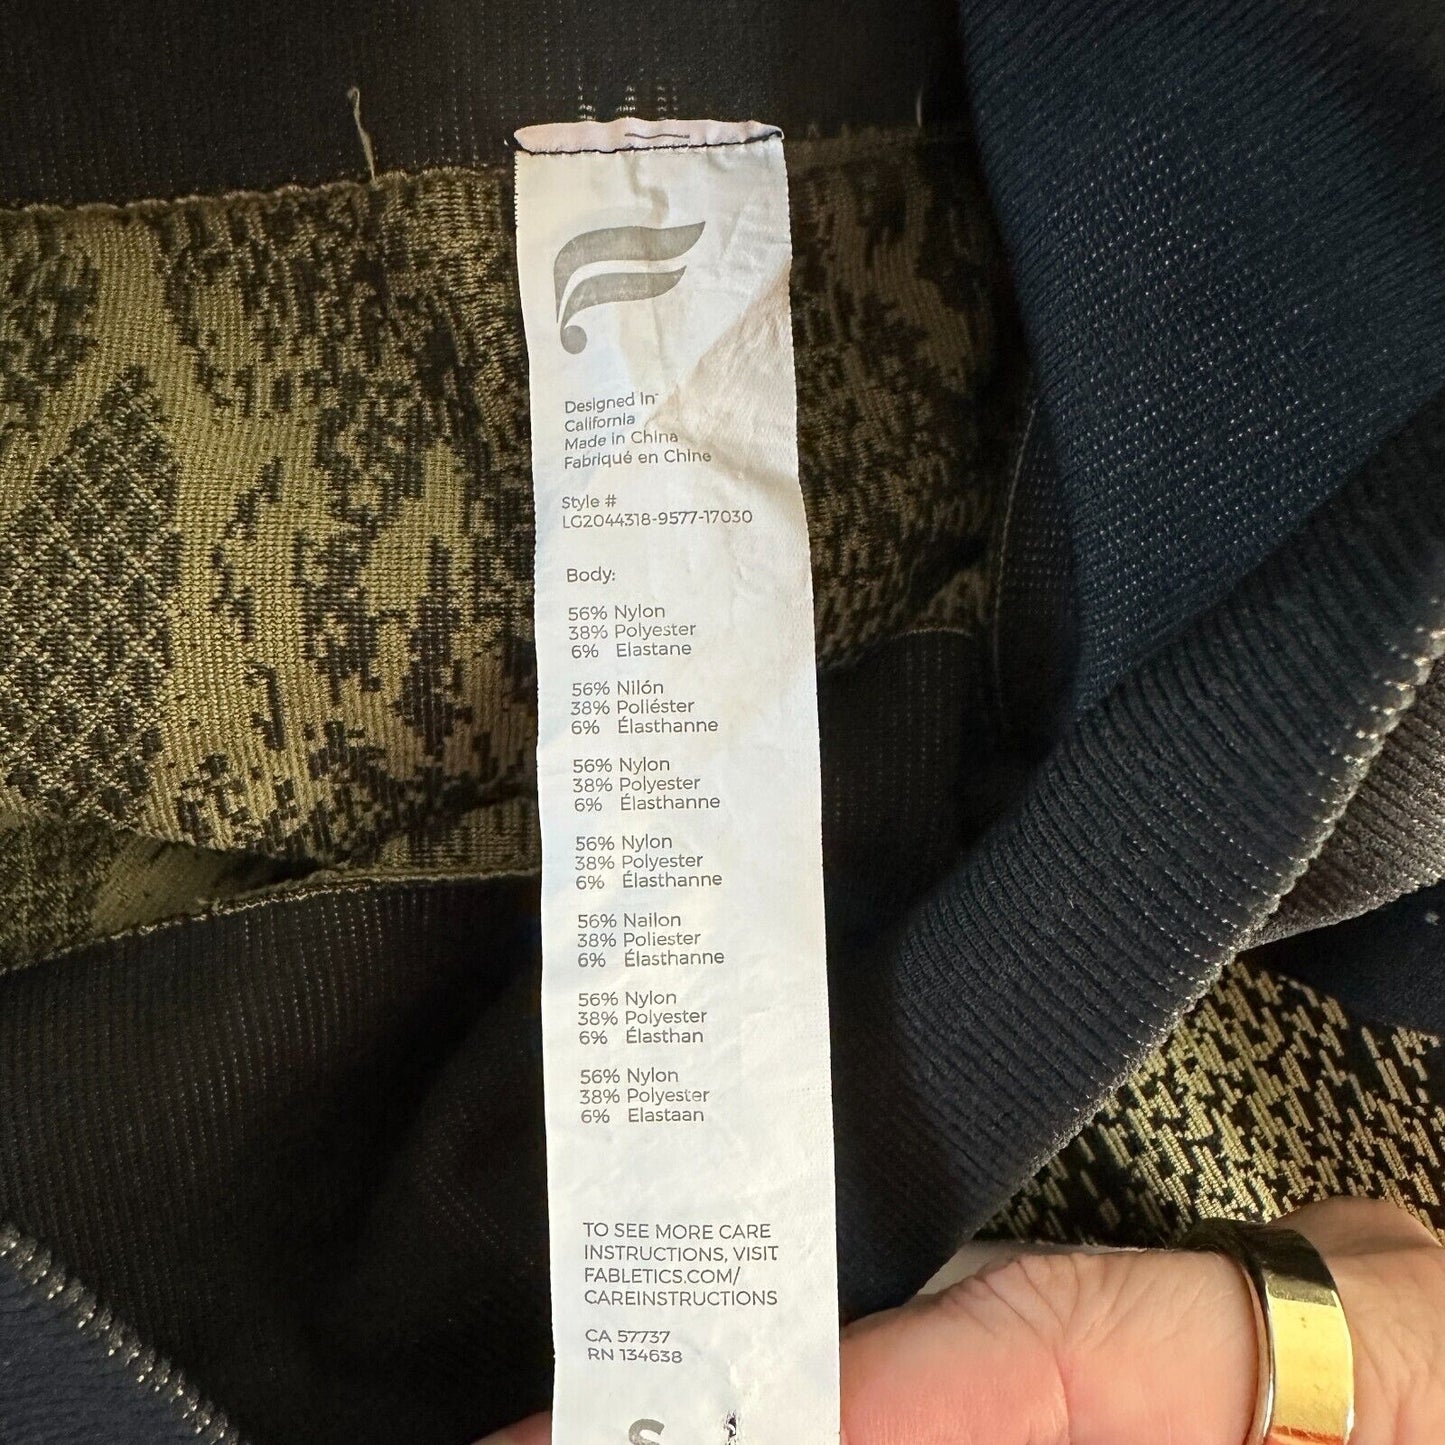 Designed in
California
Made in China
Fabriqué en Chine
Style #
LG2044318-9577-17030
Body:
56% Nylon
38% Polyester
6% Elastane
56% Nilón
38% Poliéster
6% Élasthanne
56% Nylon
38% Polyester
6% Élasthanne
56% Nylon
38% Polyester
6% Élasthanne
56% Nailon
38% Poliester
6% Élasthanne
56% Nylon
38% Polyester
6% Élasthan
56% Nylon
38% Polyester
6% Elastaan
TO SEE MORE CARE
INSTRUCTIONS, VISIT
FABLETICS.COM/
CAREINSTRUCTIONS
CA 57737
RN 134638
S